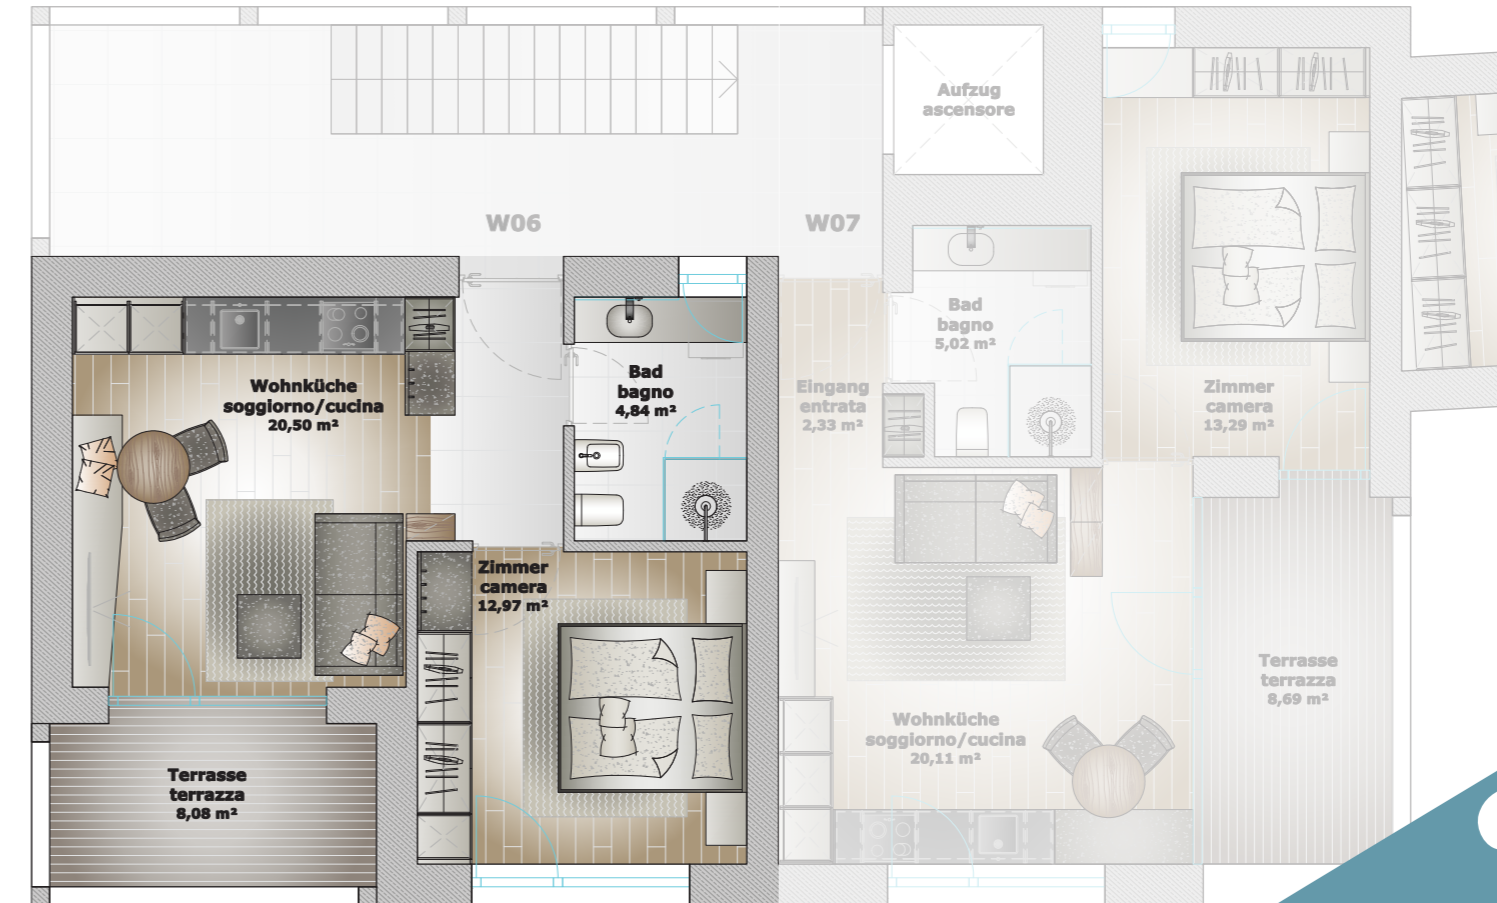 Aufzug
ascensore
W06
W07
Bad
bagno
5,02 m²
Wohnküche
soggiorno/cucina
20,50 m²
Bad
bagno
4,84 m²
Eingang
entrata
2,33 m²
Zimmer
camera
13,29 m²
Zimmer
camera
12,97 m²
Terrasse
terrazza
8,69 m²
Wohnküche
soggiorno/cucina
20,11 m²
Terrasse
terrazza
8,08 m²